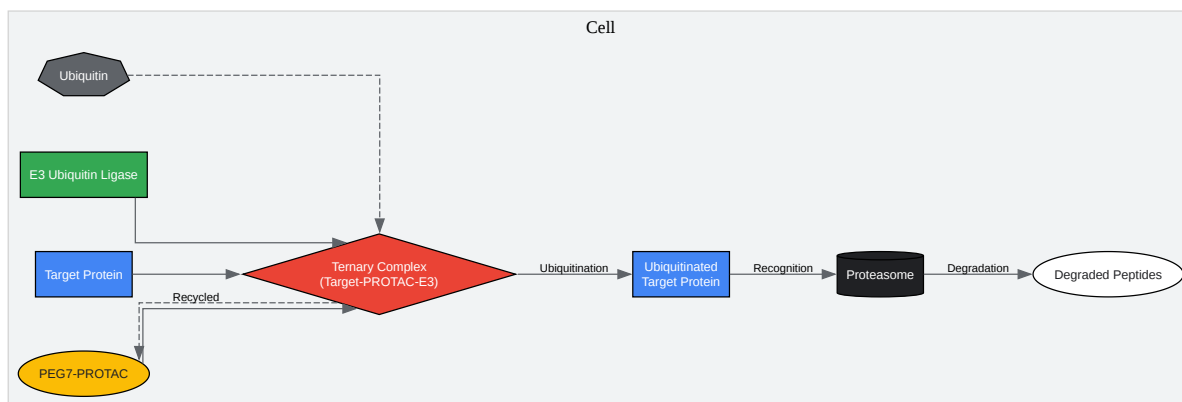 Cell
Ubiquitin
E3 Ubiquitin Ligase
Target Protein
Ternary Complex
(Target-PROTAC-E3)
Ubiquitination
Ubiquitinated
Target Protein
Recognition
Proteasome
Degradation
Degraded Peptides
Recycled
PEG7-PROTAC